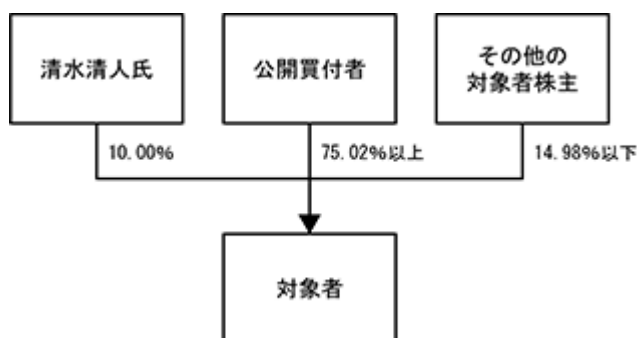 清水清人氏
公開買付者
その他の
対象者株主
10.00%
75.02%以上
14.98%以下
対象者